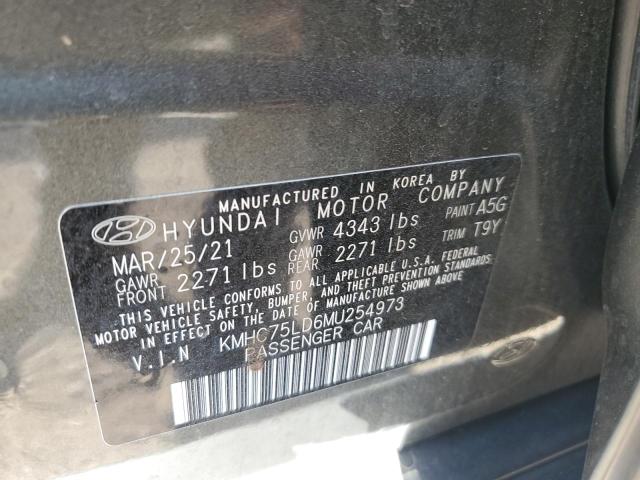 MANUFACTURED IN KOREA BY
HYUNDAI MOTOR COMPANY
MAR/25/21 GVWR 4343 lbs PAINT A5G
GAWR FRONT 2271 lbs GAWR REAR 2271 lbs TRIM T9Y
THIS VEHICLE CONFORMS TO ALL APPLICABLE U.S.A. FEDERAL
MOTOR VEHICLE SAFETY, BUMPER, AND THEFT PREVENTION STANDARDS
IN EFFECT ON THE DATE OF MANUFACTURE SHOWN ABOVE.
V.I.N KMHC75LD6MU254973
PASSENGER CAR